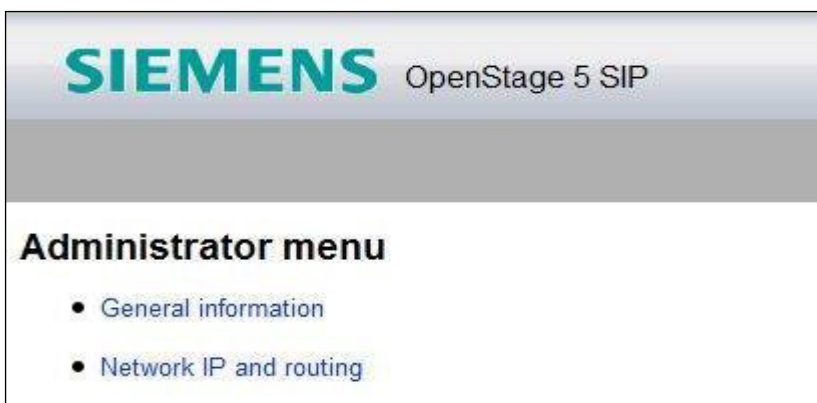 SIEMENS OpenStage 5 SIP
Administrator menu
General information
Network IP and routing